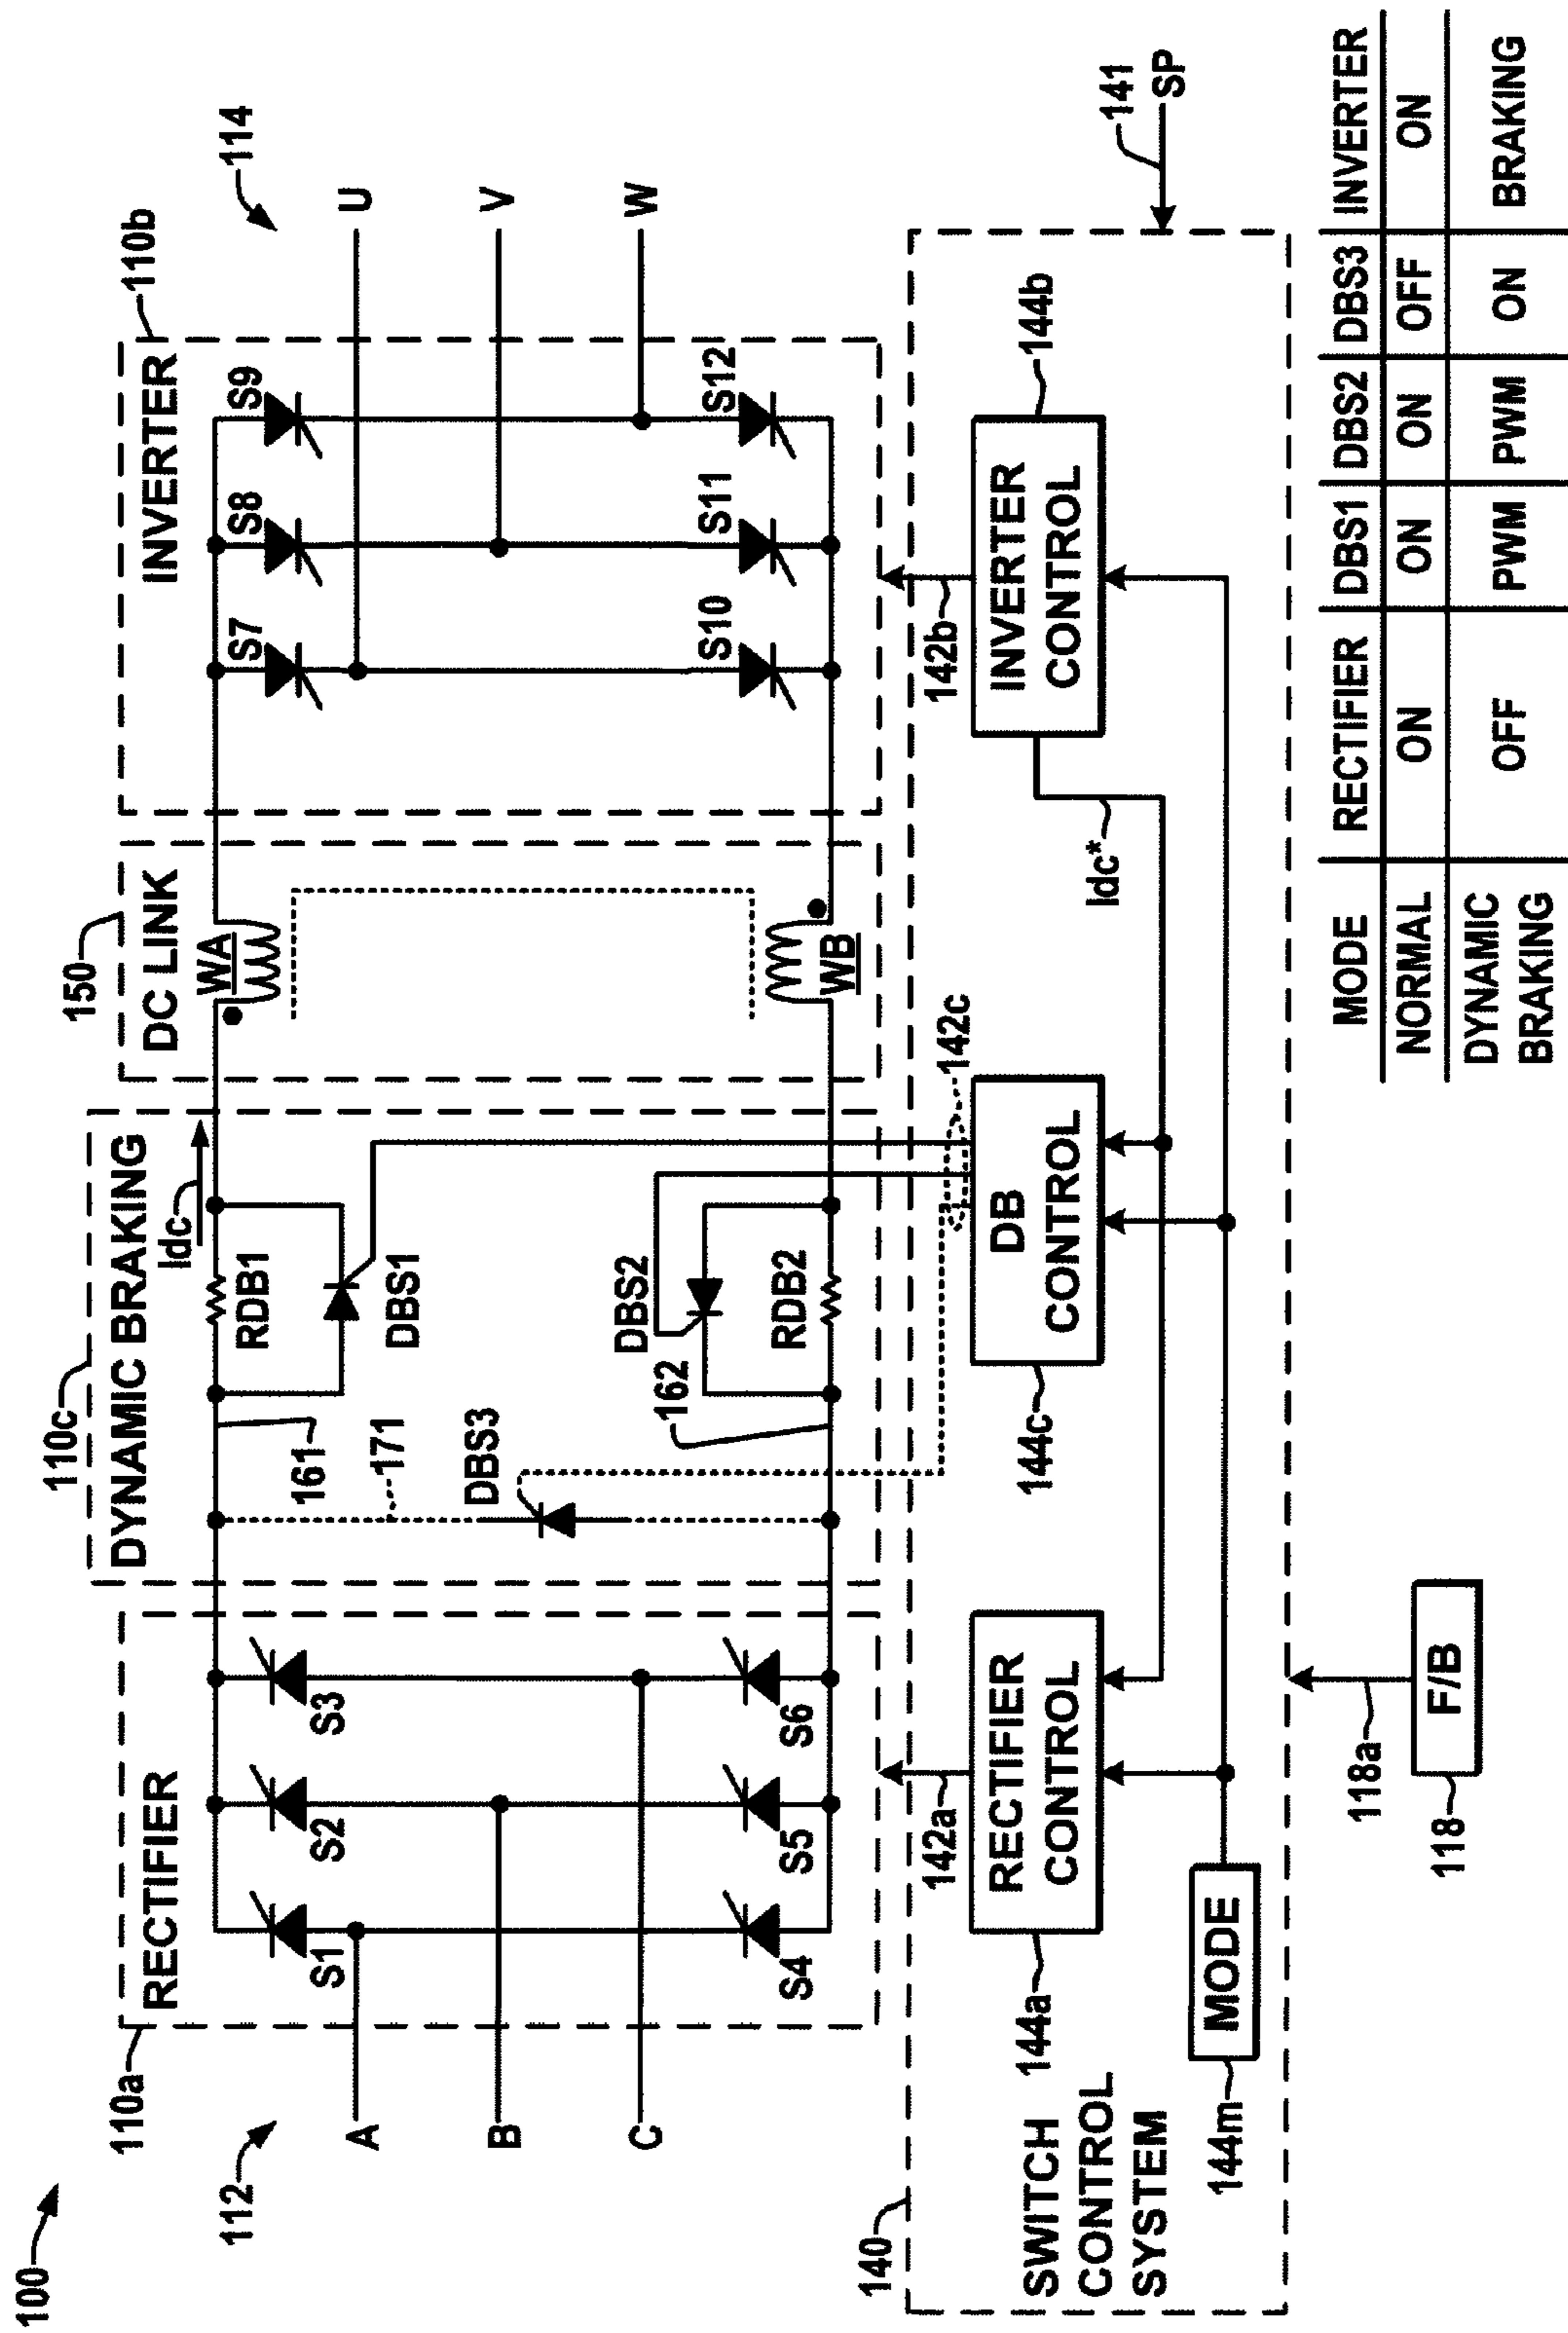 100
112
110a
RECTIFIER
A
B
C
S1
S2
S3
S4
S5
S6
110c
DYNAMIC BRAKING
Idc
RDB1
DBS1
161
171
DBS3
DBS2
162
RDB2
150
DC LINK
WA
WB
110b
INVERTER
S7
S8
S9
S10
S11
S12
114
U
V
W
140
SWITCH
CONTROL
SYSTEM
142a
RECTIFIER
CONTROL
144a
MODE
144m
142c
DB
CONTROL
144c
142b
INVERTER
CONTROL
144b
Idc*
141
SP
118a
F/B
118
MODE RECTIFIER DBS1 DBS2 DBS3 INVERTER
NORMAL ON ON ON OFF ON
DYNAMIC
BRAKING OFF PWM PWM ON BRAKING